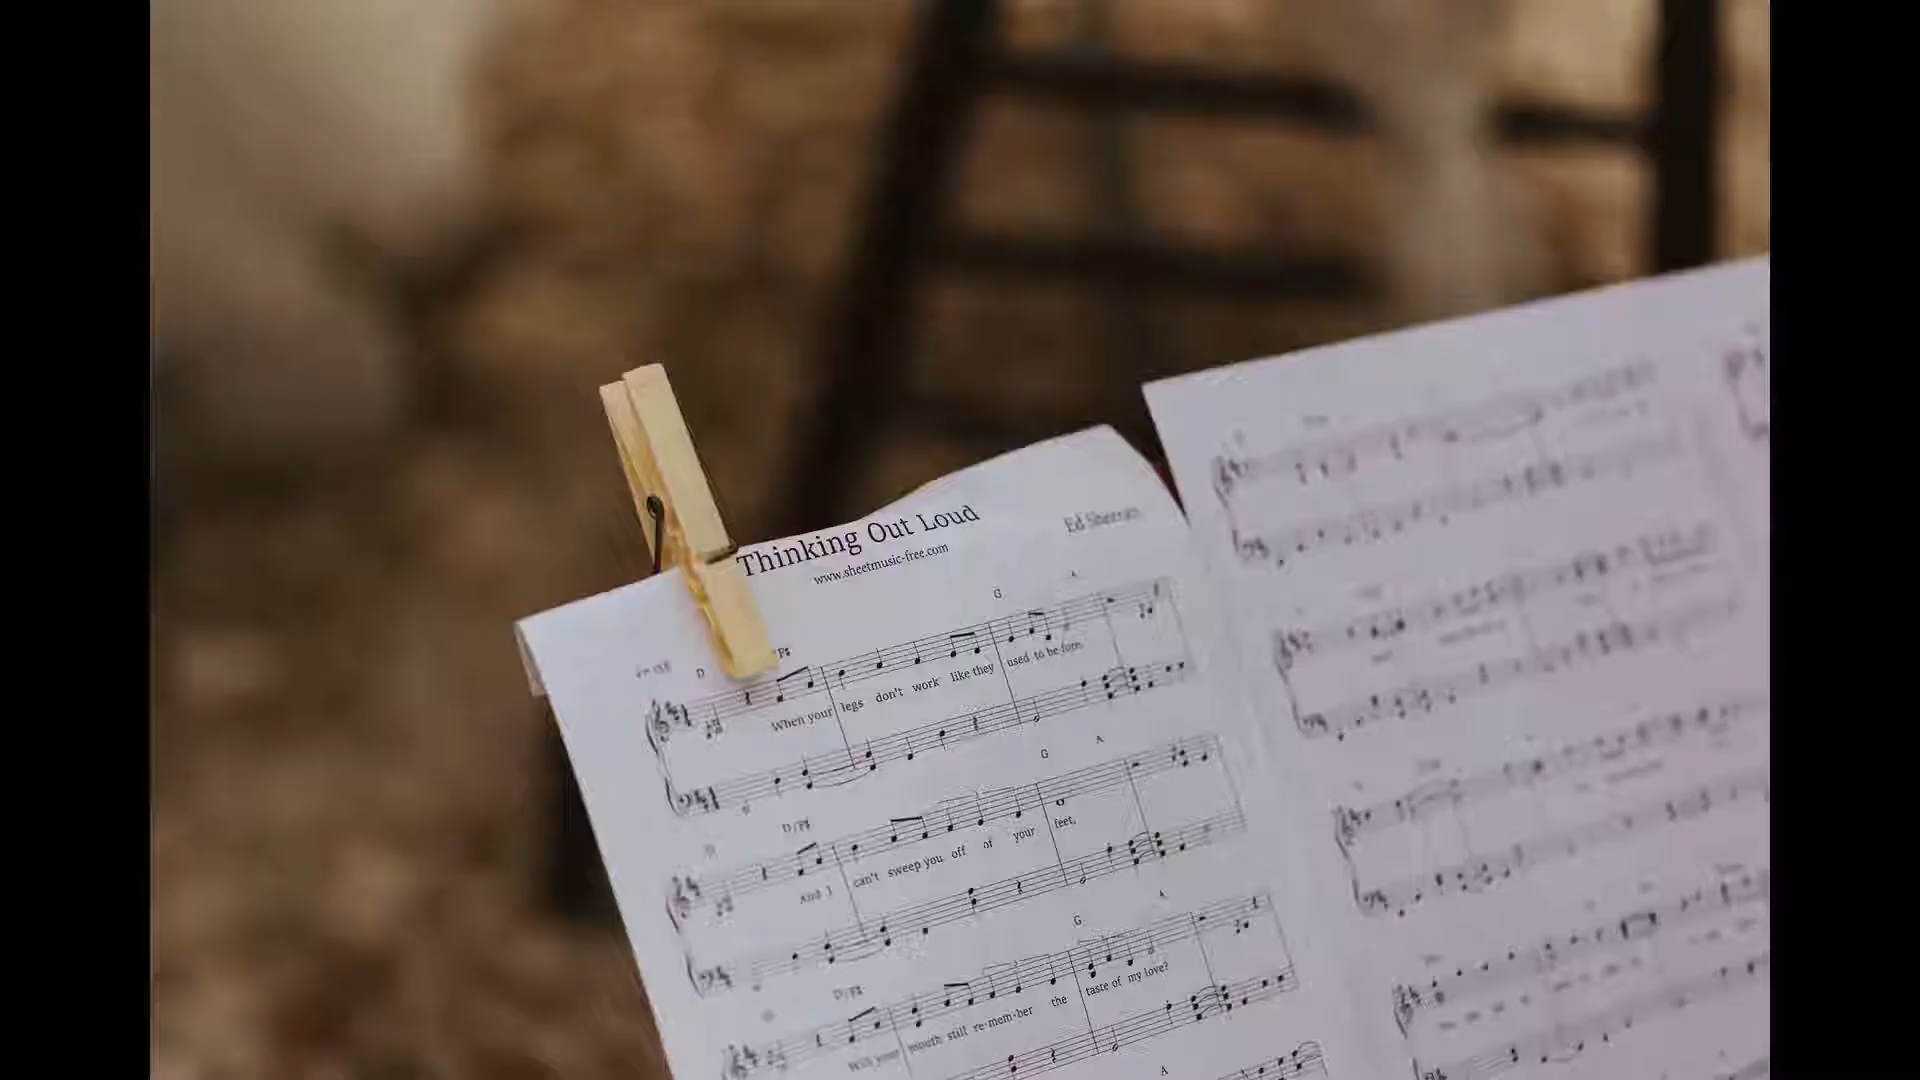 Thinking Out Loud
www.sheetmusic-free.com
Ed Sheeran
G A
D F#
When your legs don't work like they used to be fore
G A
D/F#
And I can't sweep you off of your feet,
G A
D/F#
Will your mouth still re-mem-ber the taste of my love?
A